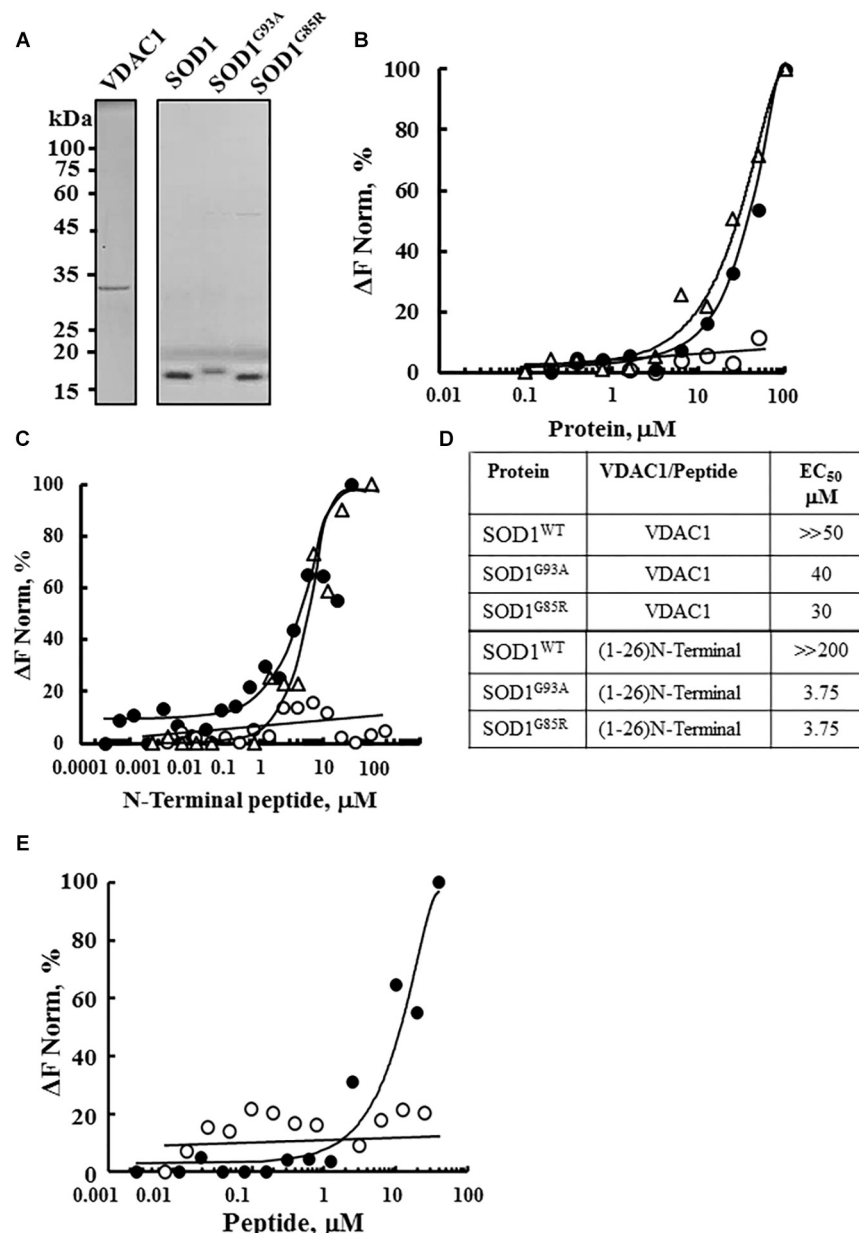 A
VDAC1
SOD1
SOD1G93A
SOD1G85R
kDa
100
75
60
45
35
25
20
15
B
ΔF Norm, %
100
80
60
40
20
0
0.01
0.1
1
10
100
Protein, μM
C
ΔF Norm, %
100
80
60
40
20
0
0.0001
0.001
0.01
0.1
1
10
100
N-Terminal peptide, μM
D
Protein VDAC1/Peptide EC50 μM
SOD1WT VDAC1 >>50
SOD1G93A VDAC1 40
SOD1G85R VDAC1 30
SOD1WT (1-26)N-Terminal >>200
SOD1G93A (1-26)N-Terminal 3.75
SOD1G85R (1-26)N-Terminal 3.75
E
ΔF Norm, %
100
80
60
40
20
0
0.001
0.01
0.1
1
10
100
Peptide, μM